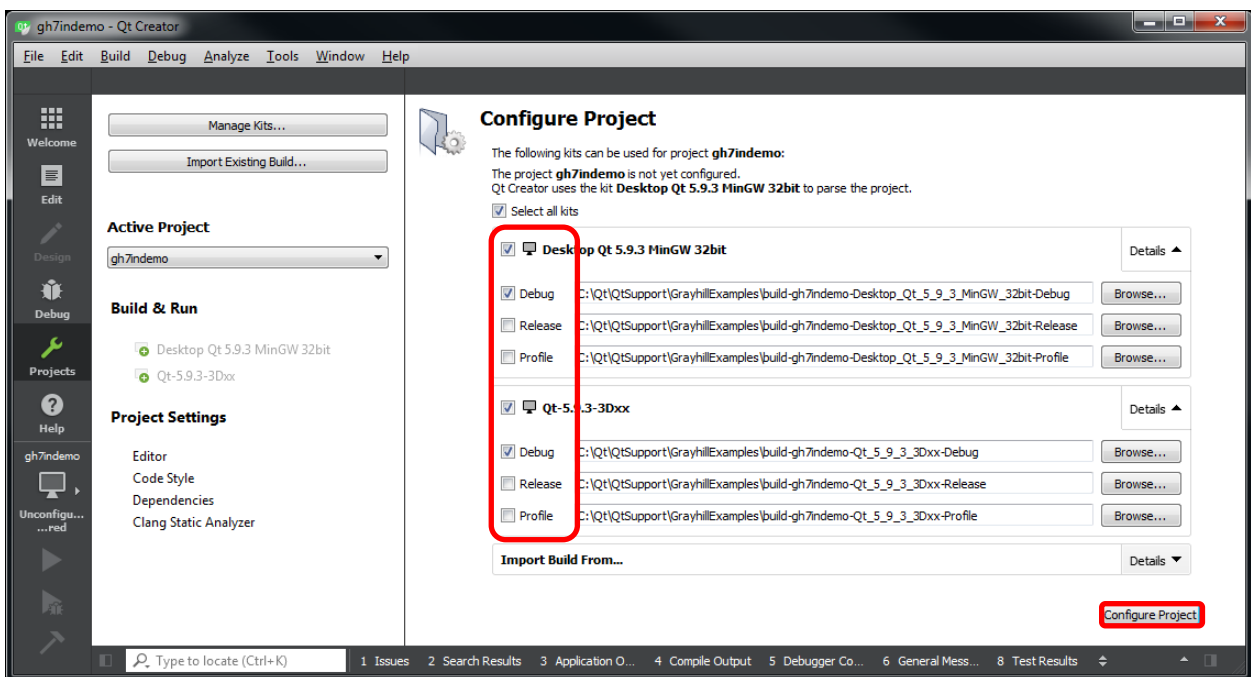 gh7indemo - Qt Creator
File Edit Build Debug Analyze Tools Window Help
Welcome
Edit
Design
Debug
Projects
Help
gh7indemo
Unconfigu...
...red
Manage Kits...
Import Existing Build...
Active Project
gh7indemo
Build & Run
Desktop Qt 5.9.3 MinGW 32bit
Qt-5.9.3-3Dxx
Project Settings
Editor
Code Style
Dependencies
Clang Static Analyzer
Configure Project
The following kits can be used for project gh7indemo:
The project gh7indemo is not yet configured.
Qt Creator uses the kit Desktop Qt 5.9.3 MinGW 32bit to parse the project.
Select all kits
Desktop Qt 5.9.3 MinGW 32bit Details
Debug C:\Qt\QtSupport\GrayhillExamples\build-gh7indemo-Desktop_Qt_5_9_3_MinGW_32bit-Debug Browse...
Release C:\Qt\QtSupport\GrayhillExamples\build-gh7indemo-Desktop_Qt_5_9_3_MinGW_32bit-Release Browse...
Profile C:\Qt\QtSupport\GrayhillExamples\build-gh7indemo-Desktop_Qt_5_9_3_MinGW_32bit-Profile Browse...
Qt-5.9.3-3Dxx Details
Debug C:\Qt\QtSupport\GrayhillExamples\build-gh7indemo-Qt_5_9_3_3Dxx-Debug Browse...
Release C:\Qt\QtSupport\GrayhillExamples\build-gh7indemo-Qt_5_9_3_3Dxx-Release Browse...
Profile C:\Qt\QtSupport\GrayhillExamples\build-gh7indemo-Qt_5_9_3_3Dxx-Profile Browse...
Import Build From... Details
Configure Project
Type to locate (Ctrl+K) 1 Issues 2 Search Results 3 Application O... 4 Compile Output 5 Debugger Co... 6 General Mess... 8 Test Results